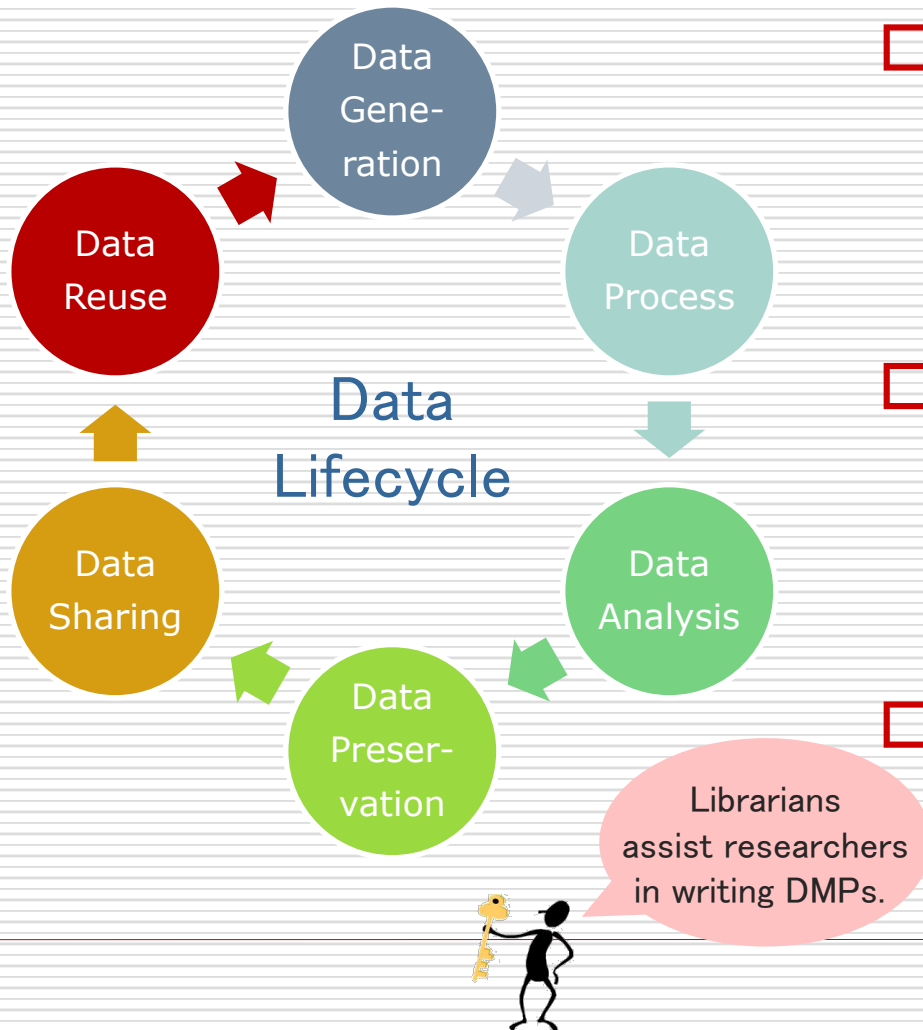 Data
Gene-
ration
Data
Process
Data
Analysis
Data
Preser-
vation
Data
Sharing
Data
Reuse
Data
Lifecycle
Librarians
assist researchers
in writing DMPs.